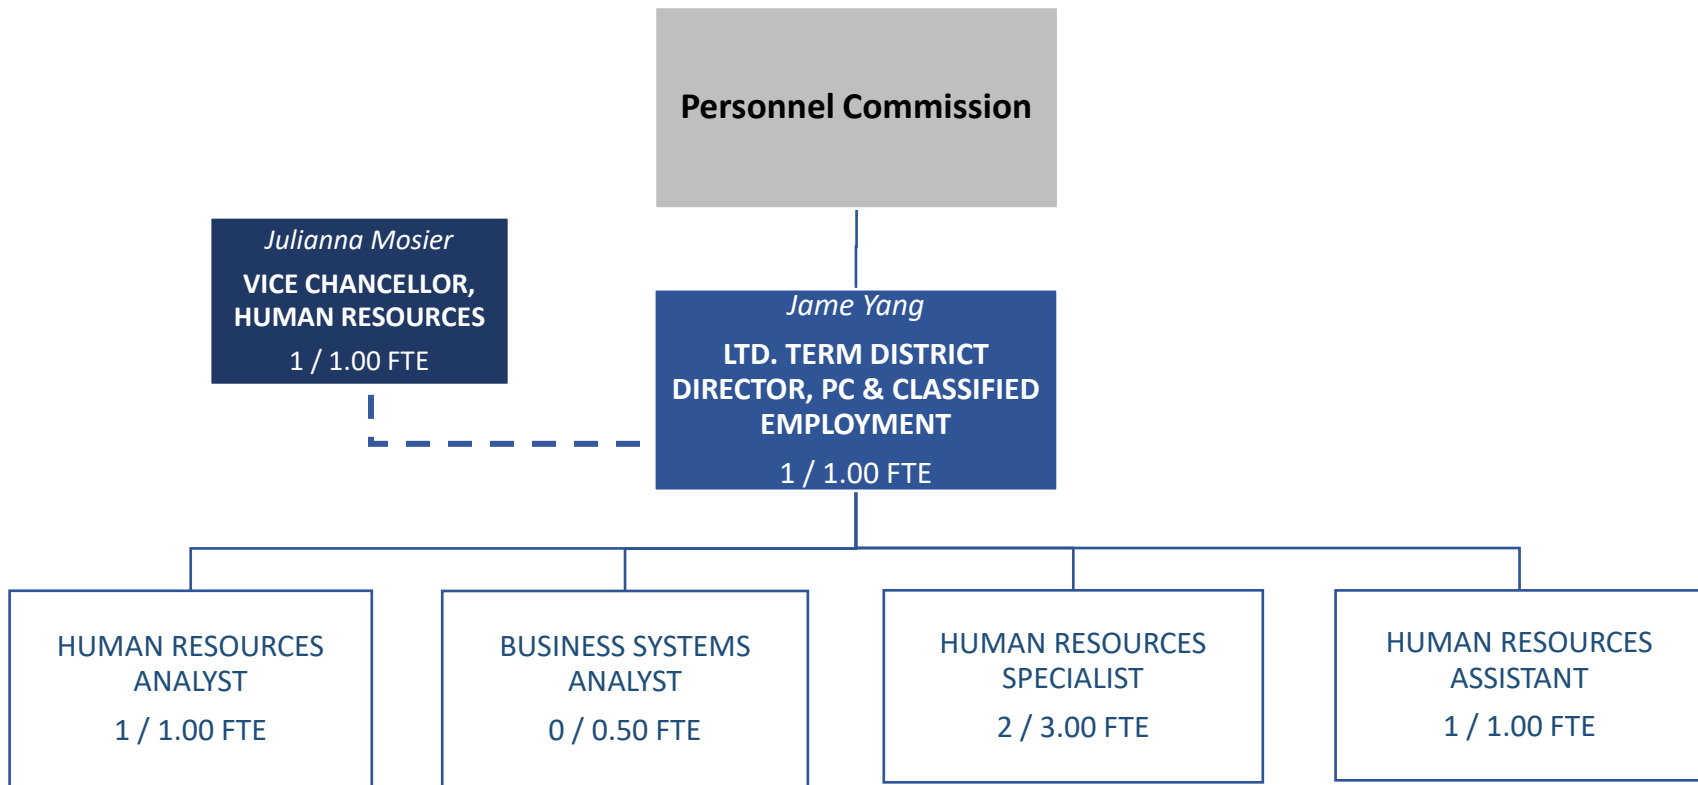 Personnel Commission
Julianna Mosier
VICE CHANCELLOR,
HUMAN RESOURCES
1 / 1.00 FTE
Jame Yang
LTD. TERM DISTRICT
DIRECTOR, PC & CLASSIFIED
EMPLOYMENT
1 / 1.00 FTE
HUMAN RESOURCES
ANALYST
1 / 1.00 FTE
BUSINESS SYSTEMS
ANALYST
0 / 0.50 FTE
HUMAN RESOURCES
SPECIALIST
2 / 3.00 FTE
HUMAN RESOURCES
ASSISTANT
1 / 1.00 FTE